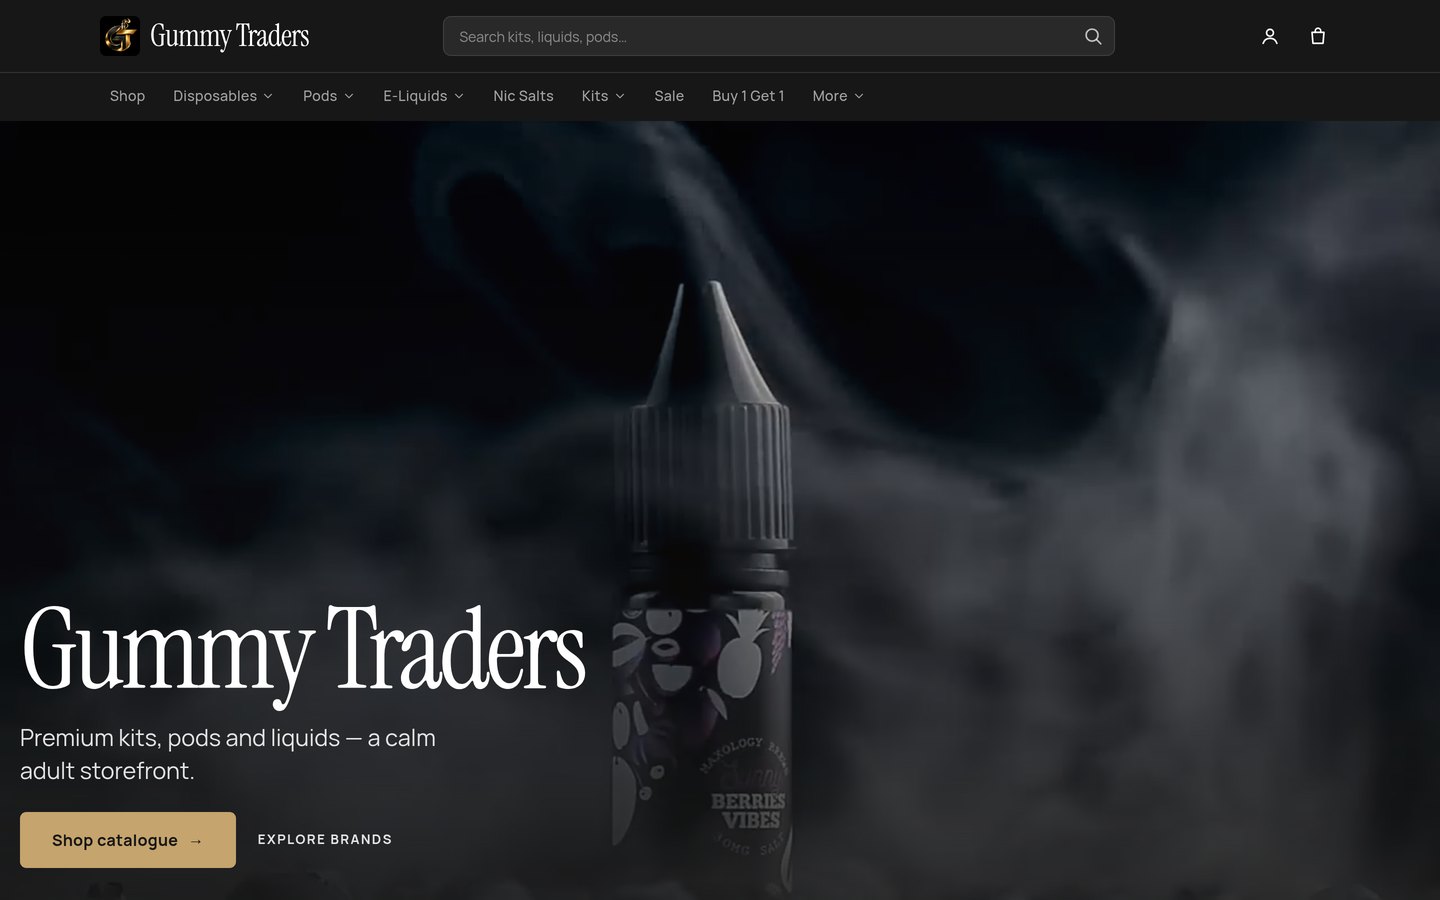 Gummy Traders
Search kits, liquids, pods...
Shop
Disposables
Pods
E-Liquids
Nic Salts
Kits
Sale
Buy 1 Get 1
More
Gummy Traders
Premium kits, pods and liquids — a calm
adult storefront.
Shop catalogue →
EXPLORE BRANDS
BERRIES
VIBES